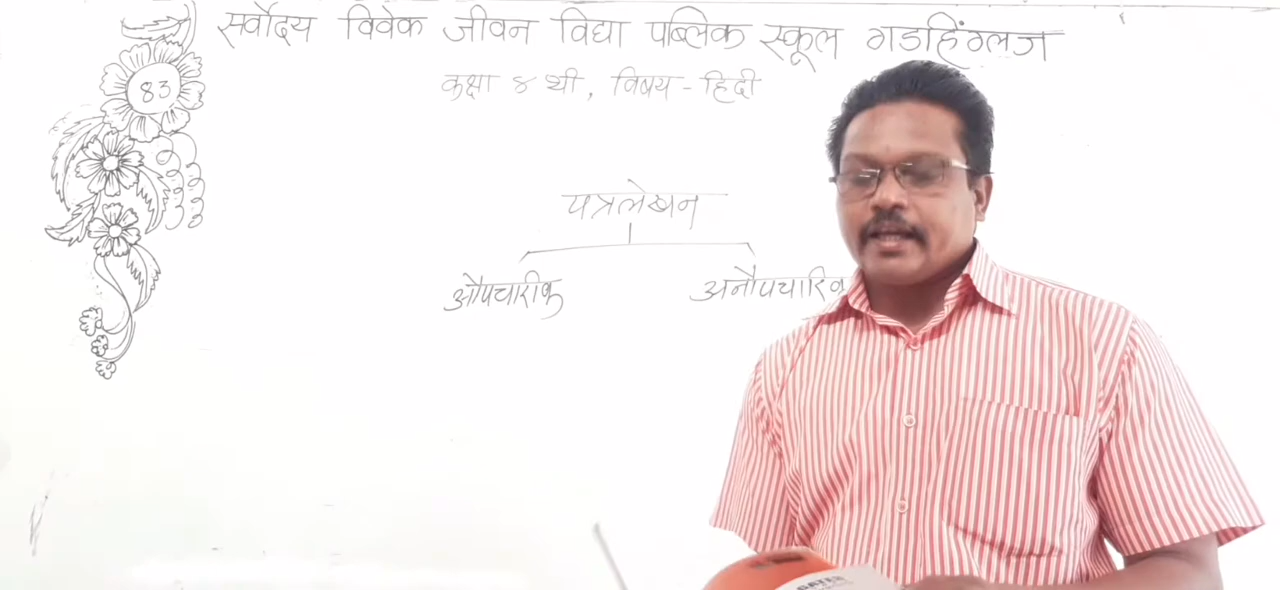 सर्वोदय विवेक जीवन विद्या पब्लिक स्कूल गडहिंग्लज
कक्षा ४ थी, विषय - हिंदी
83
पत्रलेखन
औपचारीक अनौपचारिक